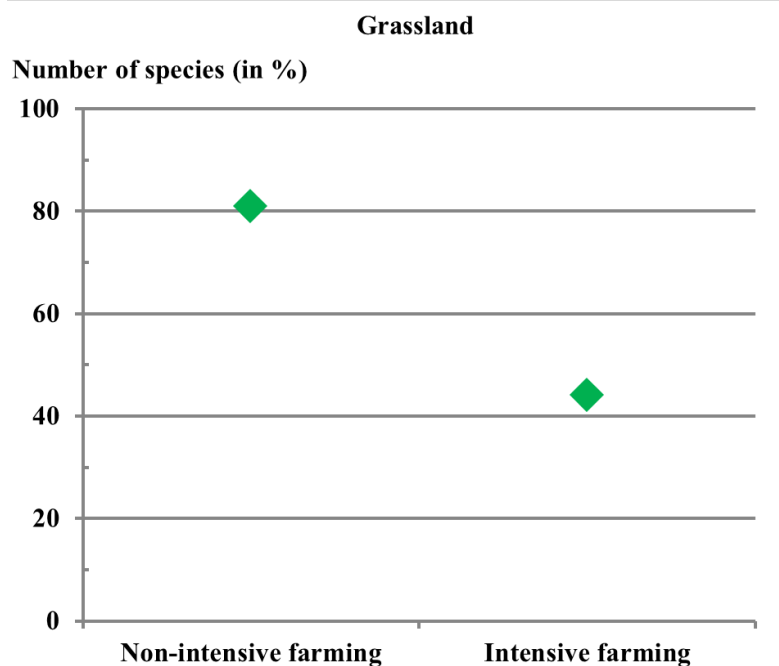 Grassland
Number of species (in %)
100
80
60
40
20
0
Non-intensive farming
Intensive farming